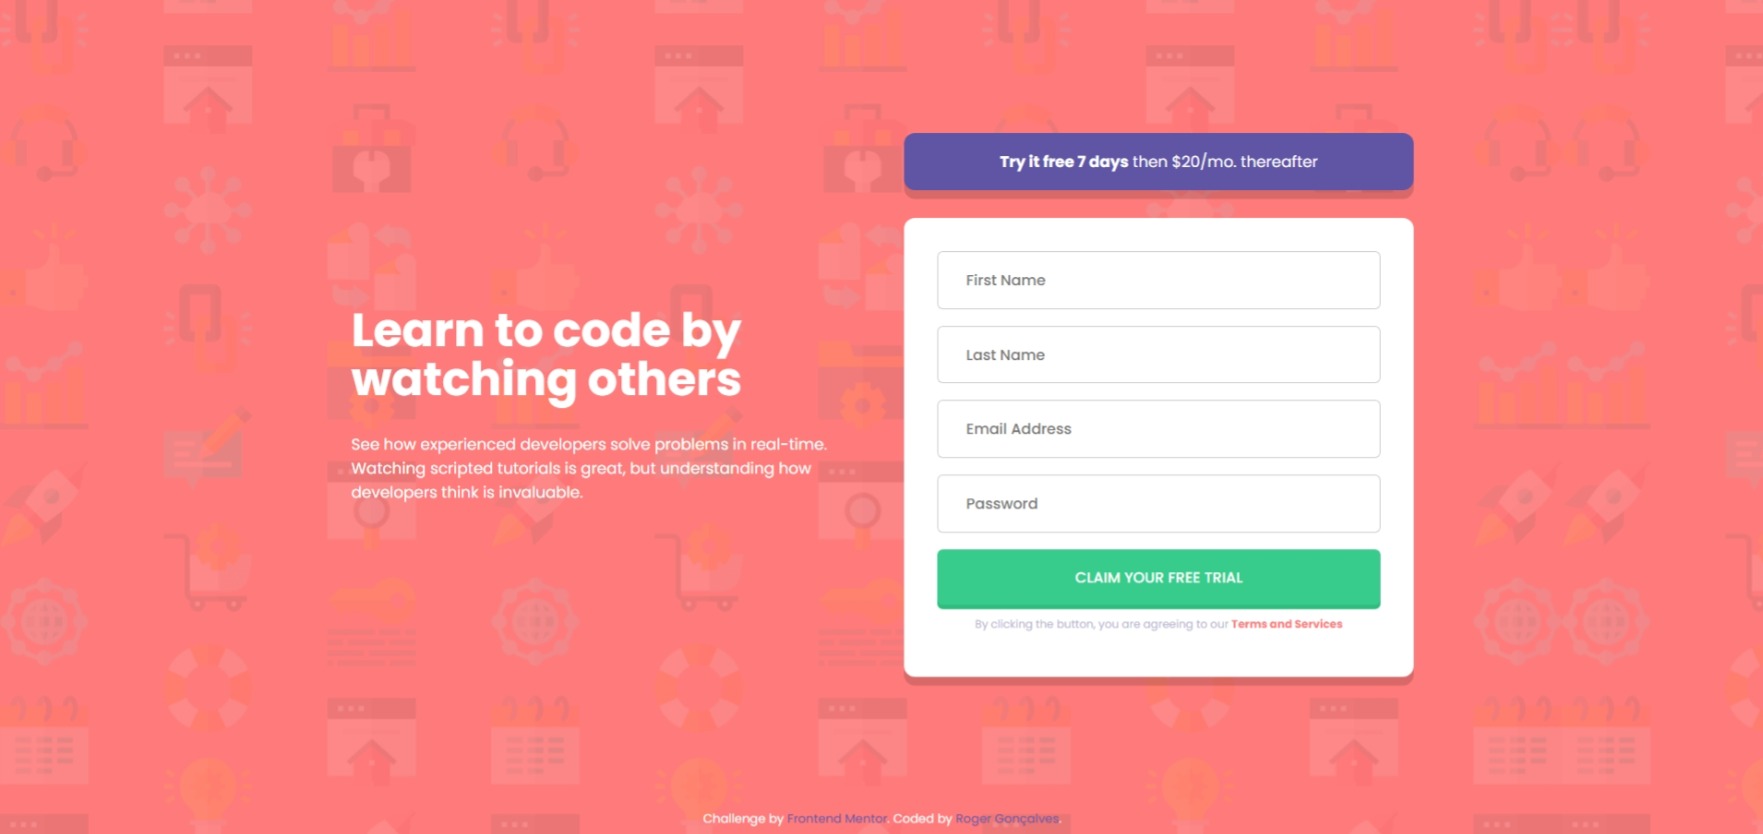 Learn to code by
watching others
See how experienced developers solve problems in real-time.
Watching scripted tutorials is great, but understanding how
developers think is invaluable.
Try it free 7 days then $20/mo. thereafter
First Name
Last Name
Email Address
Password
CLAIM YOUR FREE TRIAL
By clicking the button, you are agreeing to our Terms and Services
Challenge by Frontend Mentor. Coded by Roger Gonçalves.